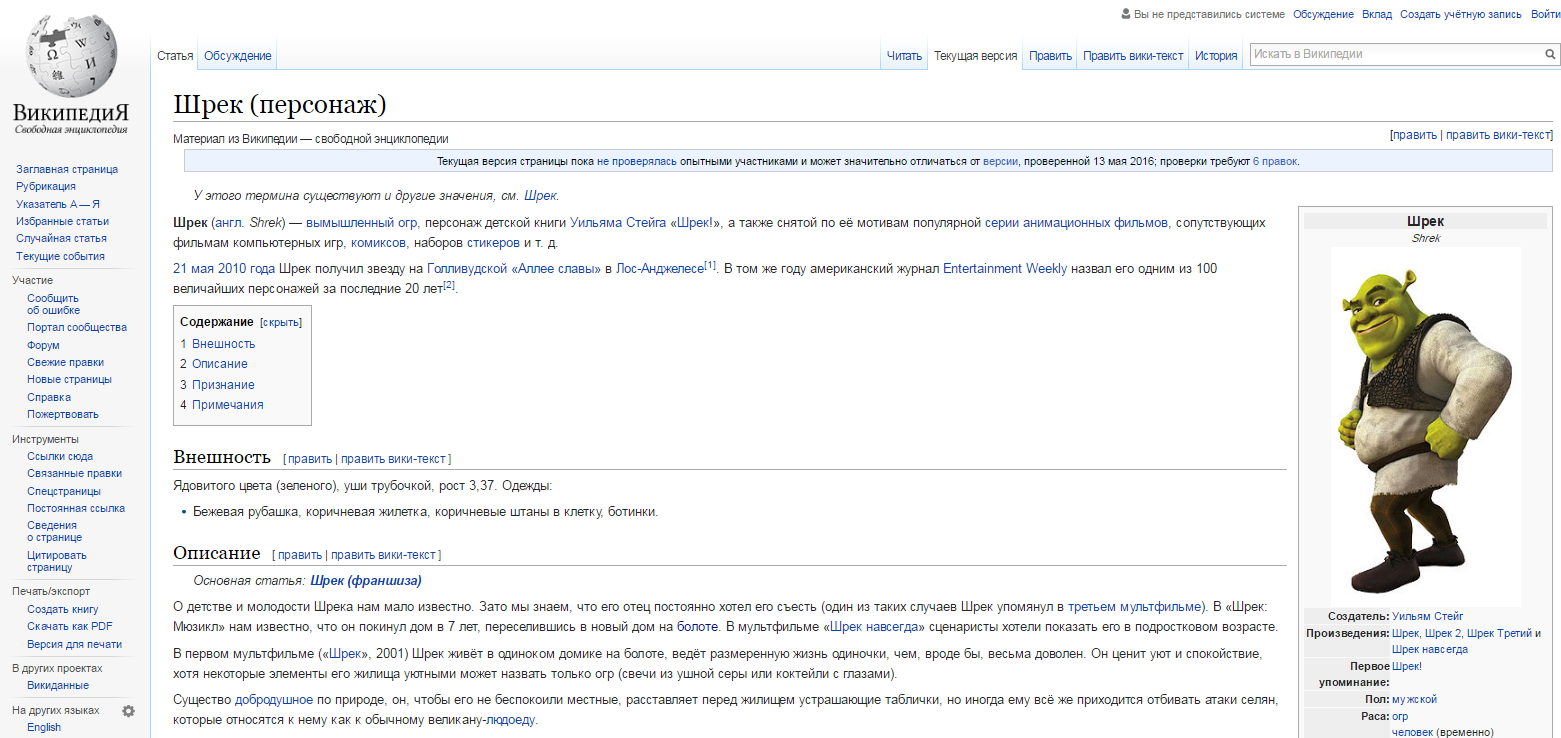 Вы не представились системе Обсуждение Вклад Создать учётную запись Войти
Статья Обсуждение Читать Текущая версия Править Править вики-текст История Искать в Википедии
ВикипедиЯ
Свободная энциклопедия
Заглавная страница
Рубрикация
Указатель А — Я
Избранные статьи
Случайная статья
Текущие события
Участие
Сообщить
об ошибке
Портал сообщества
Форум
Свежие правки
Новые страницы
Справка
Пожертвовать
Инструменты
Ссылки сюда
Связанные правки
Спецстраницы
Постоянная ссылка
Сведения
о странице
Цитировать
страницу
Печать/экспорт
Создать книгу
Скачать как PDF
Версия для печати
В других проектах
Викиданные
На других языках
English
Шрек (персонаж)
Материал из Википедии — свободной энциклопедии
[править | править вики-текст]
Текущая версия страницы пока не проверялась опытными участниками и может значительно отличаться от версии, проверенной 13 мая 2016; проверки требуют 6 правок.
У этого термина существуют и другие значения, см. Шрек.
Шрек (англ. Shrek) — вымышленный огр, персонаж детской книги Уильяма Стейга «Шрек!», а также снятой по её мотивам популярной серии анимационных фильмов, сопутствующих
фильмам компьютерных игр, комиксов, наборов стикеров и т. д.
21 мая 2010 года Шрек получил звезду на Голливудской «Аллее славы» в Лос-Анджелесе[1]. В том же году американский журнал Entertainment Weekly назвал его одним из 100
величайших персонажей за последние 20 лет[2].
Содержание [скрыть]
1 Внешность
2 Описание
3 Признание
4 Примечания
Внешность [ править | править вики-текст ]
Ядовитого цвета (зеленого), уши трубочкой, рост 3,37. Одежды:
• Бежевая рубашка, коричневая жилетка, коричневые штаны в клетку, ботинки.
Описание [ править | править вики-текст ]
Основная статья: Шрек (франшиза)
О детстве и молодости Шрека нам мало известно. Зато мы знаем, что его отец постоянно хотел его съесть (один из таких случаев Шрек упомянул в третьем мультфильме). В «Шрек:
Мюзикл» нам известно, что он покинул дом в 7 лет, переселившись в новый дом на болоте. В мультфильме «Шрек навсегда» сценаристы хотели показать его в подростковом возрасте.
В первом мультфильме («Шрек», 2001) Шрек живёт в одиноком домике на болоте, ведёт размеренную жизнь одиночки, чем, вроде бы, весьма доволен. Он ценит уют и спокойствие,
хотя некоторые элементы его жилища уютными может назвать только огр (свечи из ушной серы или коктейли с глазами).
Существо добродушное по природе, он, чтобы его не беспокоили местные, расставляет перед жилищем устрашающие таблички, но иногда ему всё же приходится отбивать атаки селян,
которые относятся к нему как к обычному великану-людоеду.
Шрек
Shrek
Создатель: Уильям Стейг
Произведения: Шрек, Шрек 2, Шрек Третий и
Шрек навсегда
Первое Шрек!
упоминание:
Пол: мужской
Раса: огр
человек (временно)